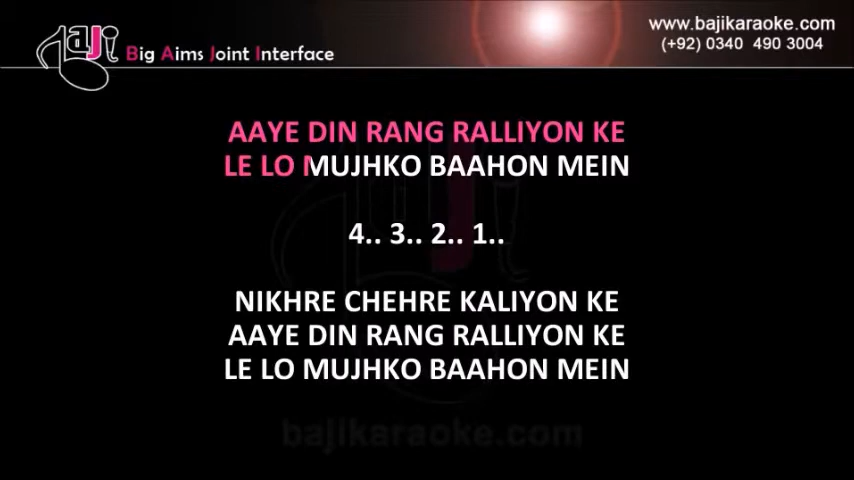 BAJI
Big Aims Joint Interface
www.bajikaraoke.com
(+92) 0340 490 3004
AAYE DIN RANG RALLIYON KE
LE LO MUJHKO BAAHON MEIN
4.. 3.. 2.. 1..
NIKHRE CHEHRE KALIYON KE
AAYE DIN RANG RALLIYON KE
LE LO MUJHKO BAAHON MEIN
bajikaraoke.com